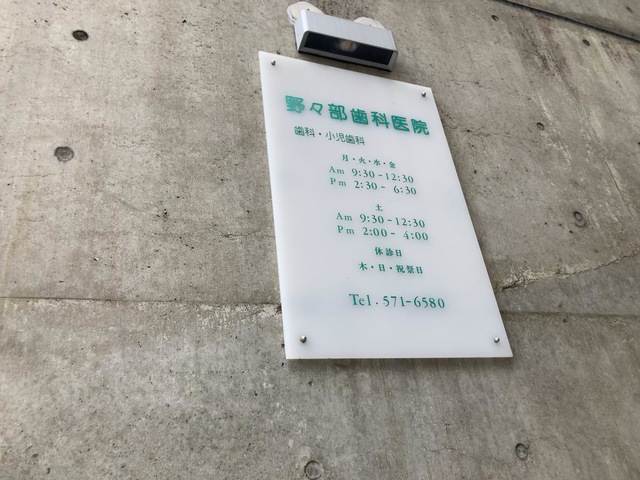 野々部歯科医院
歯科・小児歯科
月・火・水・金
Am 9:30-12:30
Pm 2:30- 6:30
土
Am 9:30-12:30
Pm 2:00- 4:00
休診日
木・日・祝祭日
Tel.571-6580